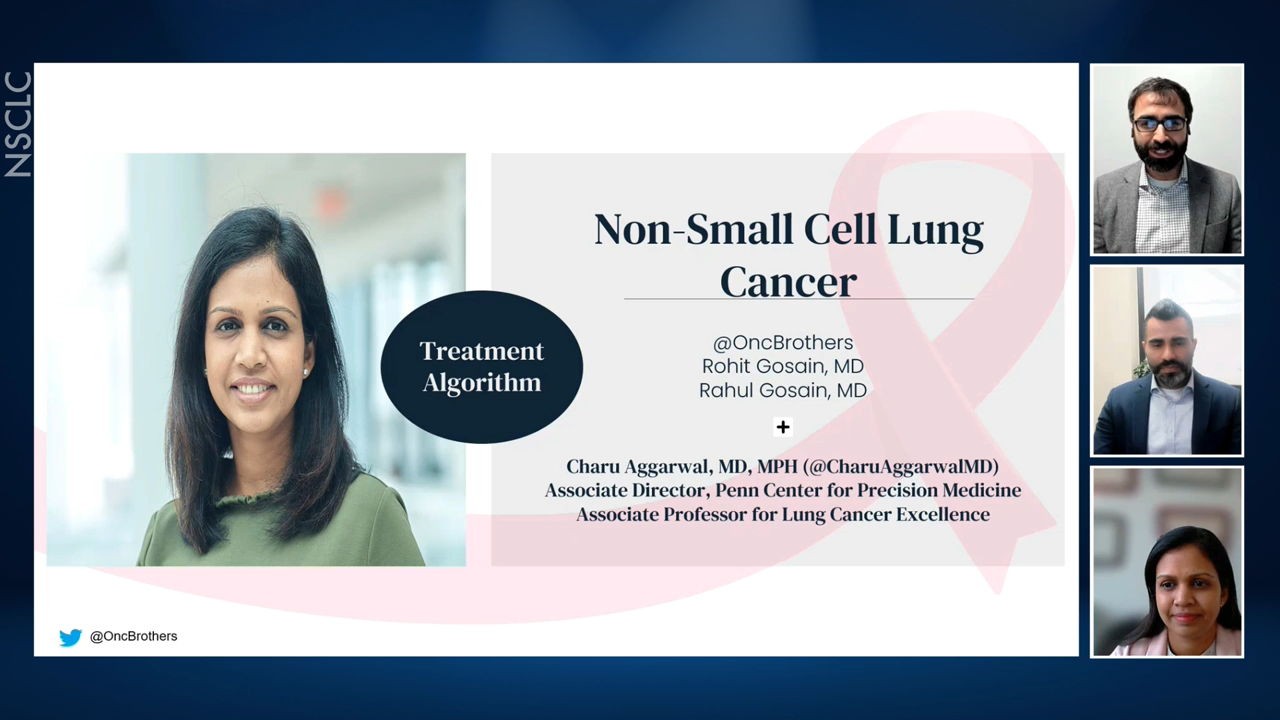 NSCLC
Treatment
Algorithm
Non-Small Cell Lung
Cancer
@OncBrothers
Rohit Gosain, MD
Rahul Gosain, MD
+
Charu Aggarwal, MD, MPH (@CharuAggarwalMD)
Associate Director, Penn Center for Precision Medicine
Associate Professor for Lung Cancer Excellence
@OncBrothers